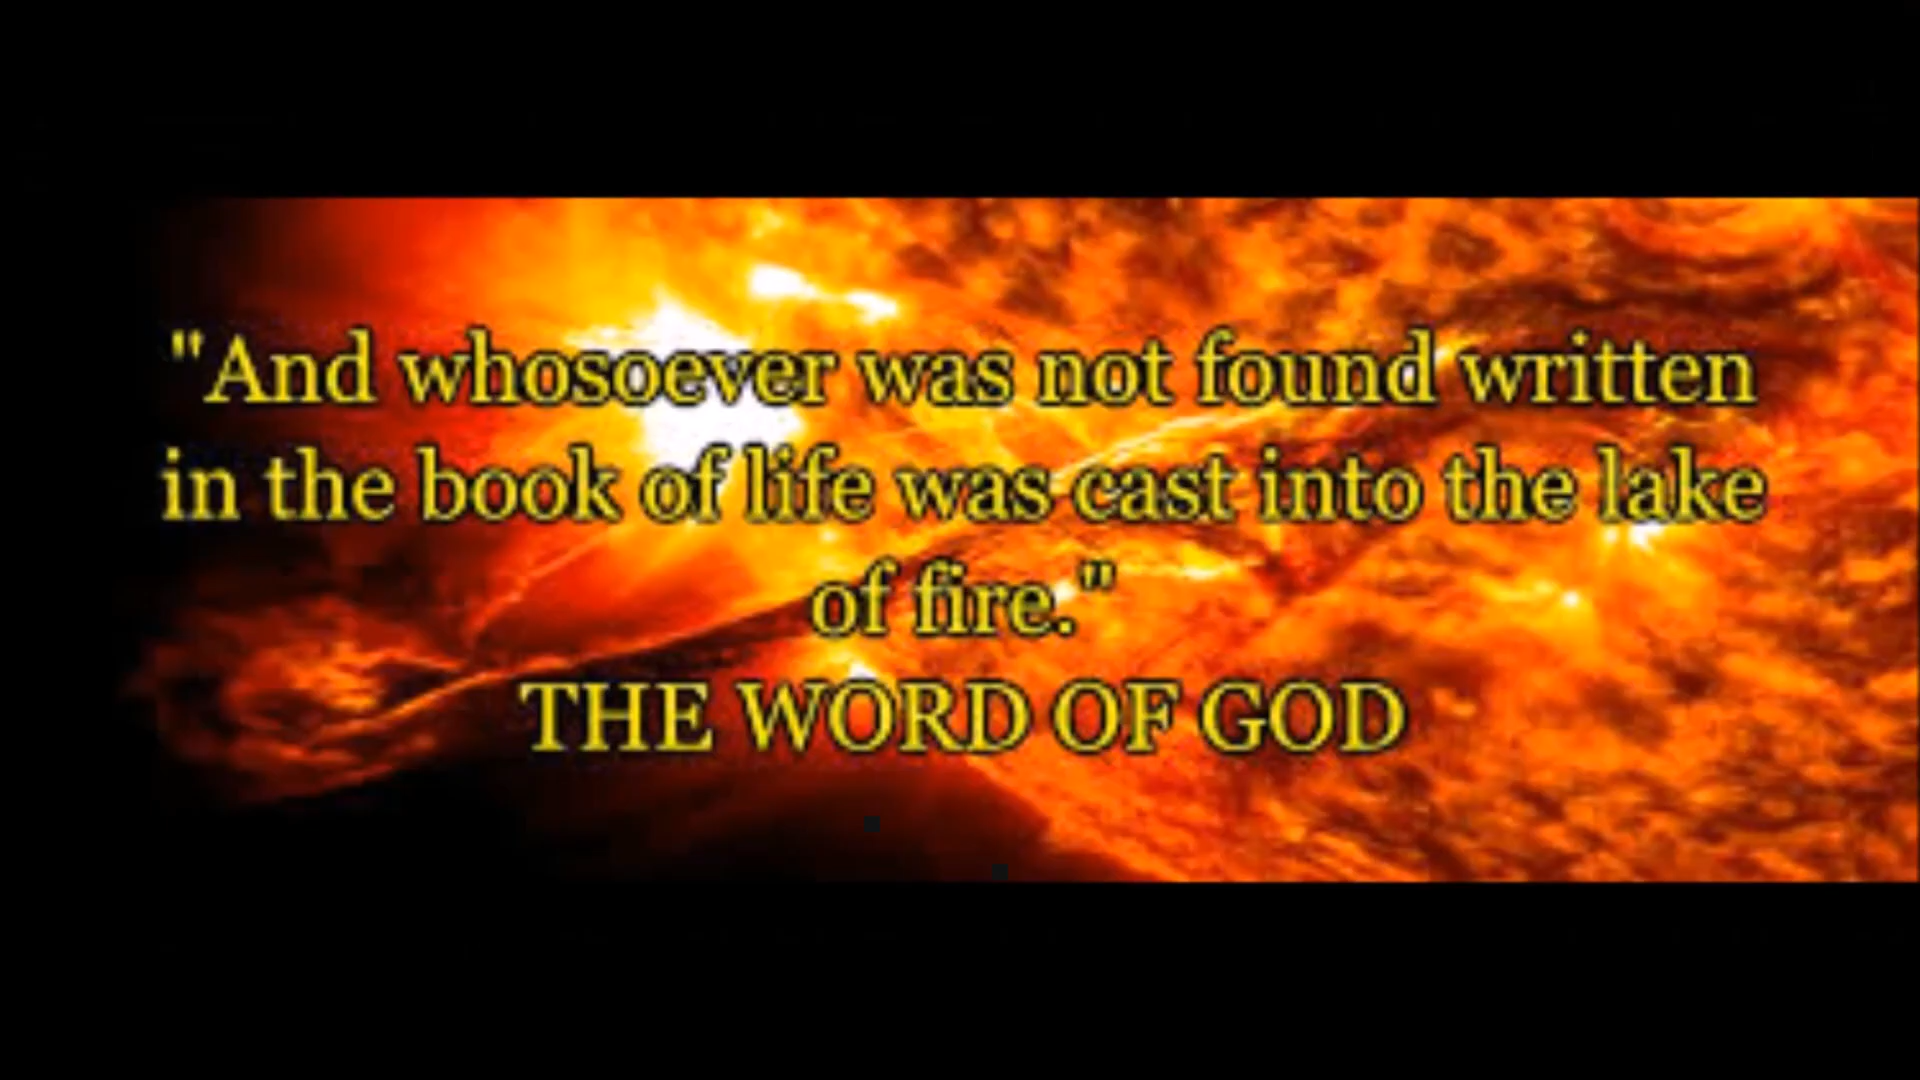 "And whosoever was not found written
in the book of life was cast into the lake
of fire."
THE WORD OF GOD